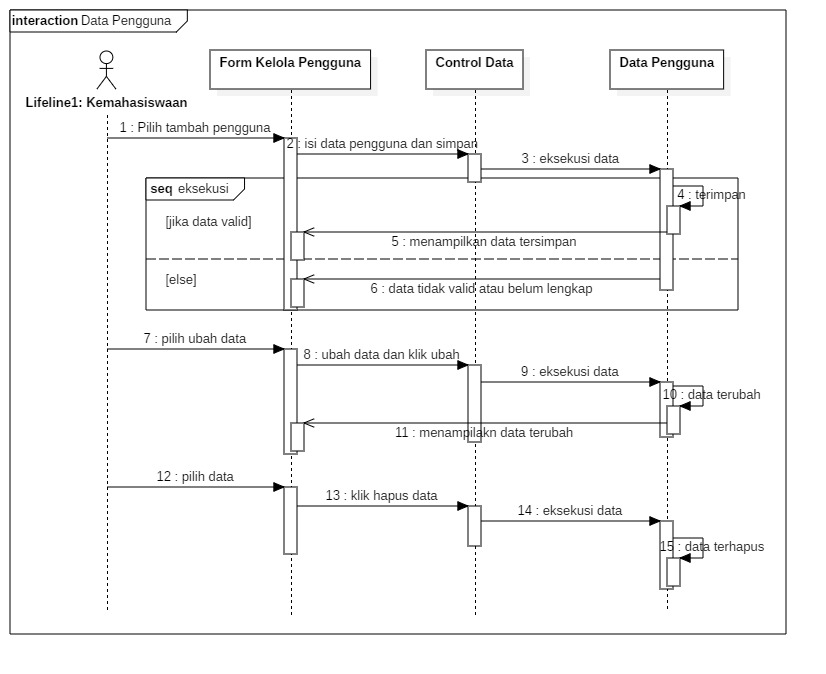 interaction Data Pengguna
Form Kelola Pengguna
Control Data
Data Pengguna
Lifeline1: Kemahasiswaan
1 : Pilih tambah pengguna
2 : isi data pengguna dan simpan
3 : eksekusi data
seq eksekusi
4 : terimpan
[jika data valid]
5 : menampilkan data tersimpan
[else]
6 : data tidak valid atau belum lengkap
7 : pilih ubah data
8 : ubah data dan klik ubah
9 : eksekusi data
10 : data terubah
11 : menampilakn data terubah
12 : pilih data
13 : klik hapus data
14 : eksekusi data
15 : data terhapus